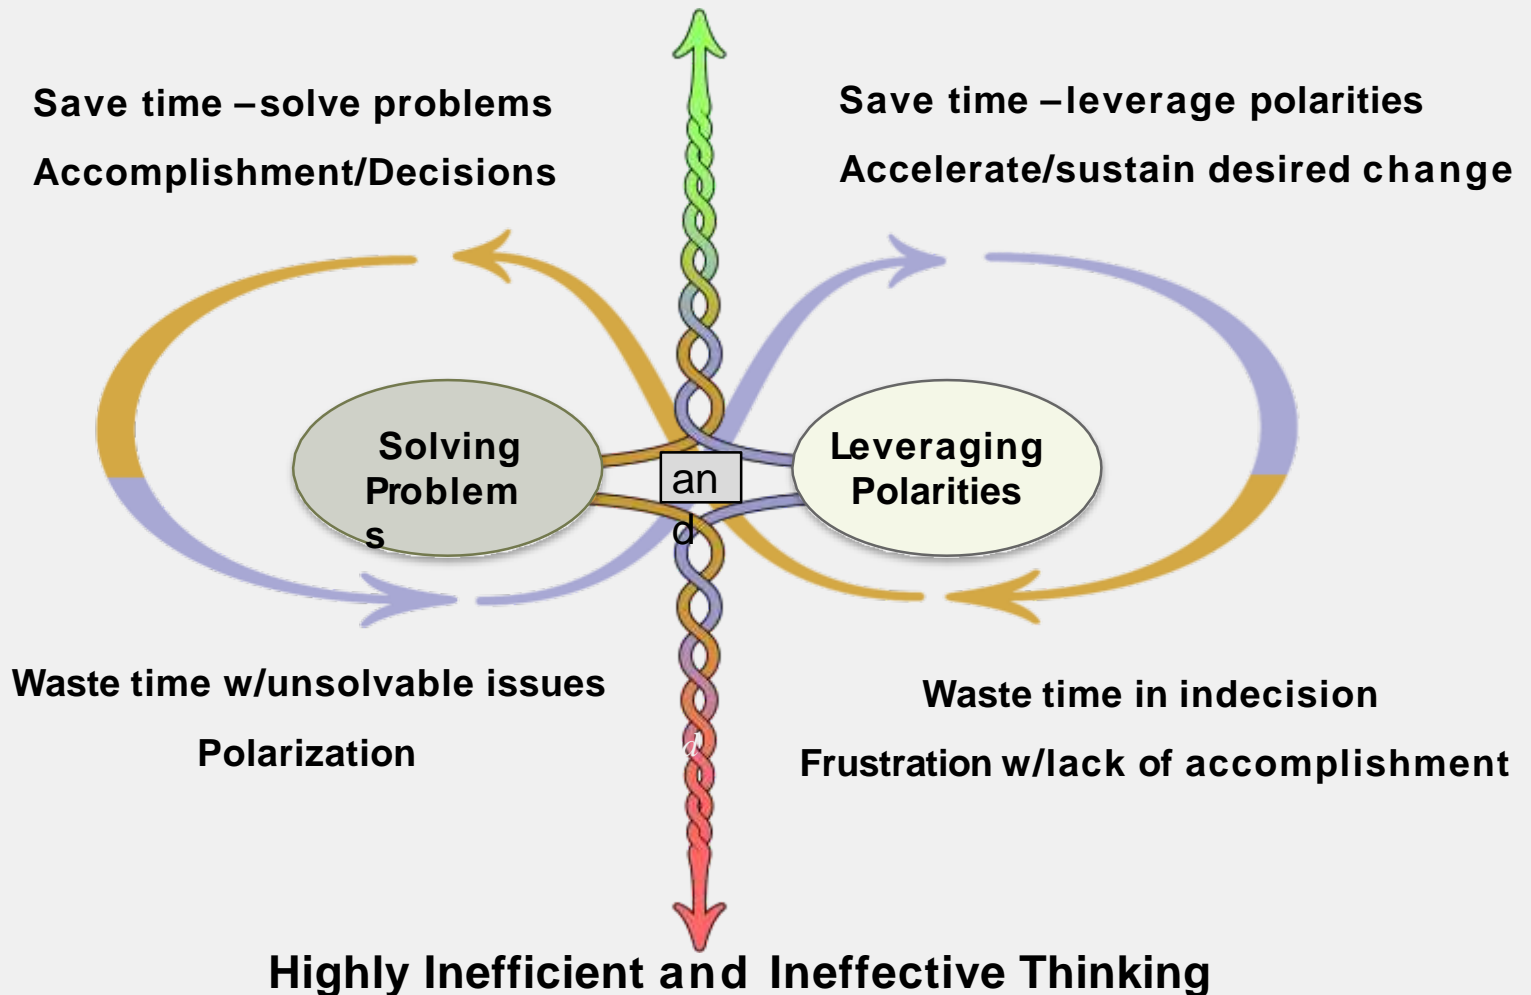 Save time –solve problems
Accomplishment/Decisions
Save time –leverage polarities
Accelerate/sustain desired change
Solving
Problem
s
an
d
Leveraging
Polarities
Waste time w/unsolvable issues
Polarization
d
Waste time in indecision
Frustration w/lack of accomplishment
Highly Inefficient and Ineffective Thinking